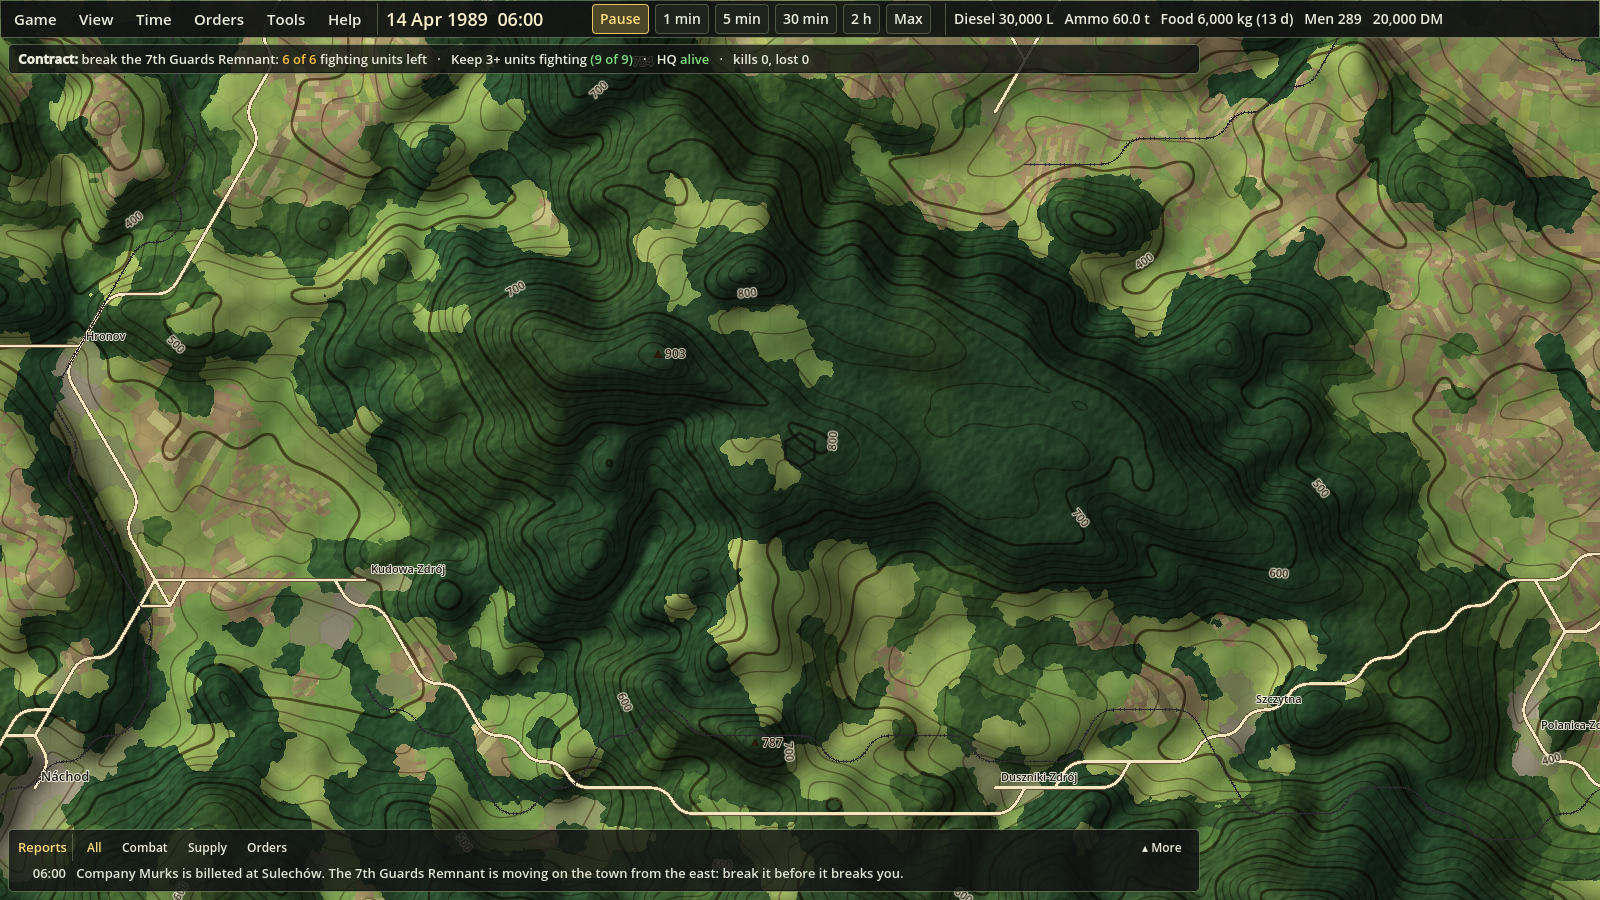 Game View Time Orders Tools Help 14 Apr 1989 06:00 Pause 1 min 5 min 30 min 2 h Max Diesel 30,000 L Ammo 60.0 t Food 6,000 kg (13 d) Men 289 20,000 DM
Contract: break the 7th Guards Remnant: 6 of 6 fighting units left · Keep 3+ units fighting (9 of 9) · HQ alive · kills 0, lost 0
700
400
400
700
800
Hronov
500
903
800
500
700
Kudowa-Zdrój
600
600
Szczytna
Polanica-Z
787
700
400
Náchod
Duszniki-Zdrój
Reports All Combat Supply Orders ▴ More
06:00 Company Murks is billeted at Sulechów. The 7th Guards Remnant is moving on the town from the east: break it before it breaks you.